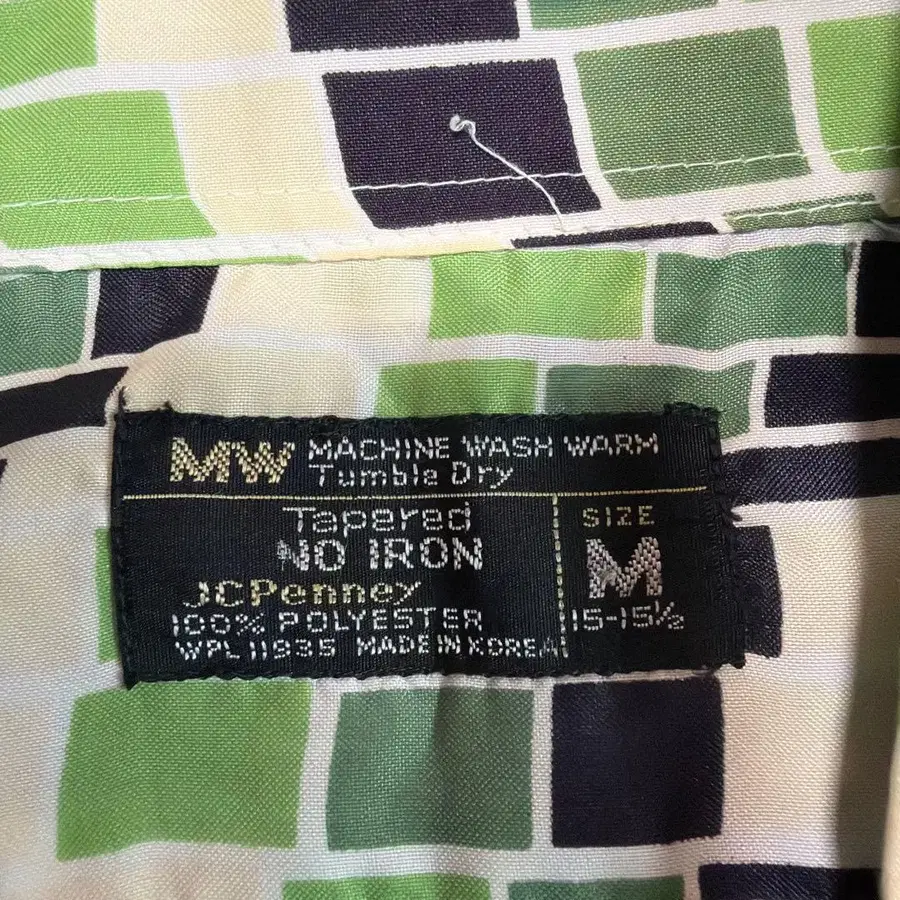 MW MACHINE WASH WARM
Tumble Dry
Tapered
NO IRON
JCPenney
100% POLYESTER
WPL 11935 MADE IN KOREA
SIZE
M
15-15½